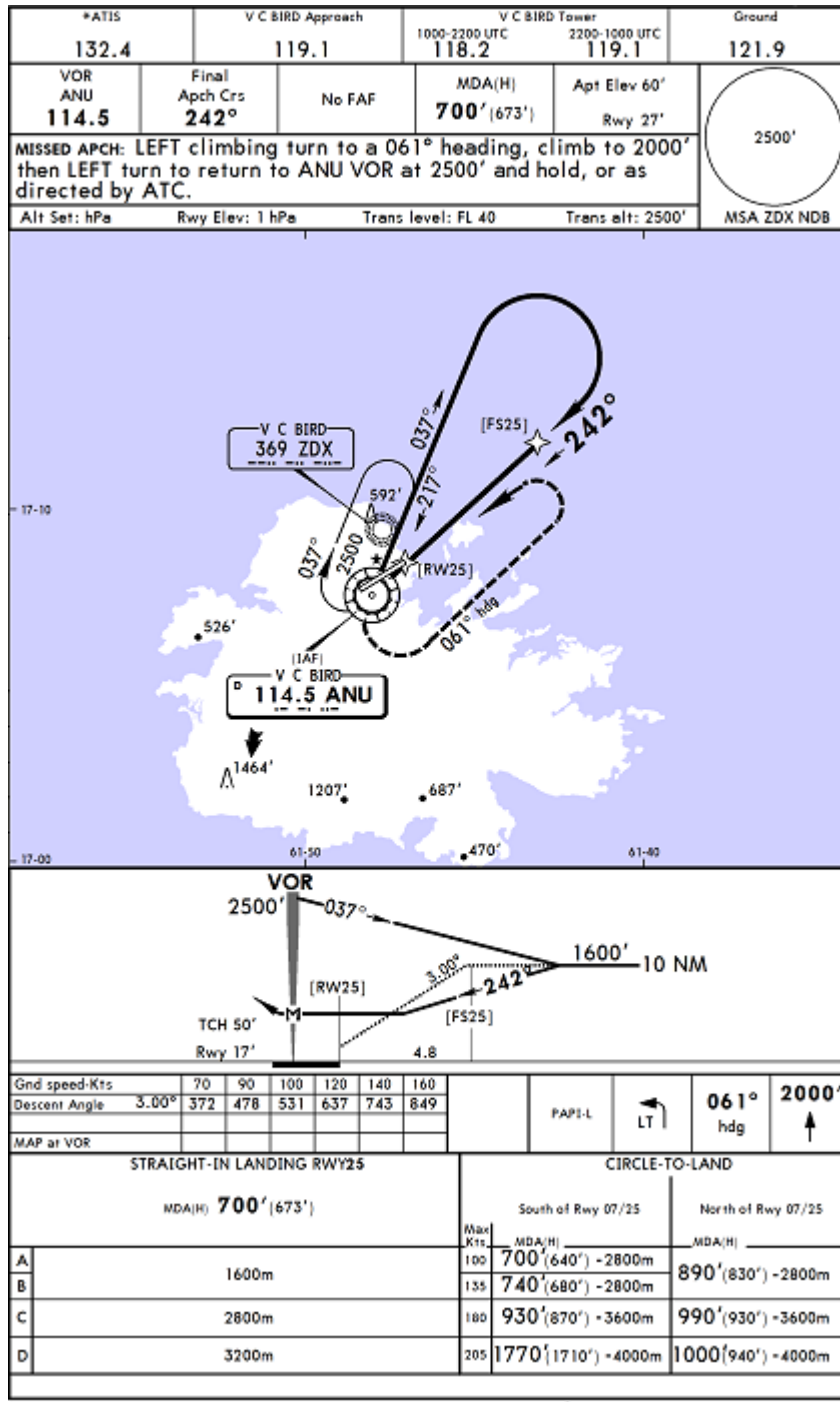 *ATIS
132.4
V C BIRD Approach
119.1
V C BIRD Tower
1000-2200 UTC
118.2
2200-1000 UTC
119.1
Ground
121.9
VOR
ANU
114.5
Final
Apch Crs
242°
No FAF
MDA(H)
700' (673')
Apt Elev 60'
Rwy 27'
2500'
MSA ZDX NDB
MISSED APCH: LEFT climbing turn to a 061° heading, climb to 2000'
then LEFT turn to return to ANU VOR at 2500' and hold, or as
directed by ATC.
Alt Set: hPa Rwy Elev: 1 hPa Trans level: FL 40 Trans alt: 2500'
037°
217°
[FS25]
242°
V C BIRD
369 ZDX
592'
17-10
037°
2500
[RW25]
061° hdg
526'
(IAF)
V C BIRD
D 114.5 ANU
1464'
1207'
687'
470'
17-00
61-50
61-40
VOR
2500'
037°
1600'
10 NM
3.00°
242°
[RW25]
[FS25]
M
TCH 50'
Rwy 17'
4.8
Gnd speed-Kts 70 90 100 120 140 160
Descent Angle 3.00° 372 478 531 637 743 849
MAP at VOR
PAPI-L
LT
061°
hdg
2000'
STRAIGHT-IN LANDING RWY25
MDA(H) 700' (673')
CIRCLE-TO-LAND
South of Rwy 07/25
North of Rwy 07/25
Max
Kts
MDA(H)
MDA(H)
A
B
1600m
100 700' (640') -2800m
135 740' (680') -2800m
890' (830') -2800m
C 2800m 180 930' (870') -3600m 990' (930') -3600m
D 3200m 205 1770' (1710') -4000m 1000' (940') -4000m